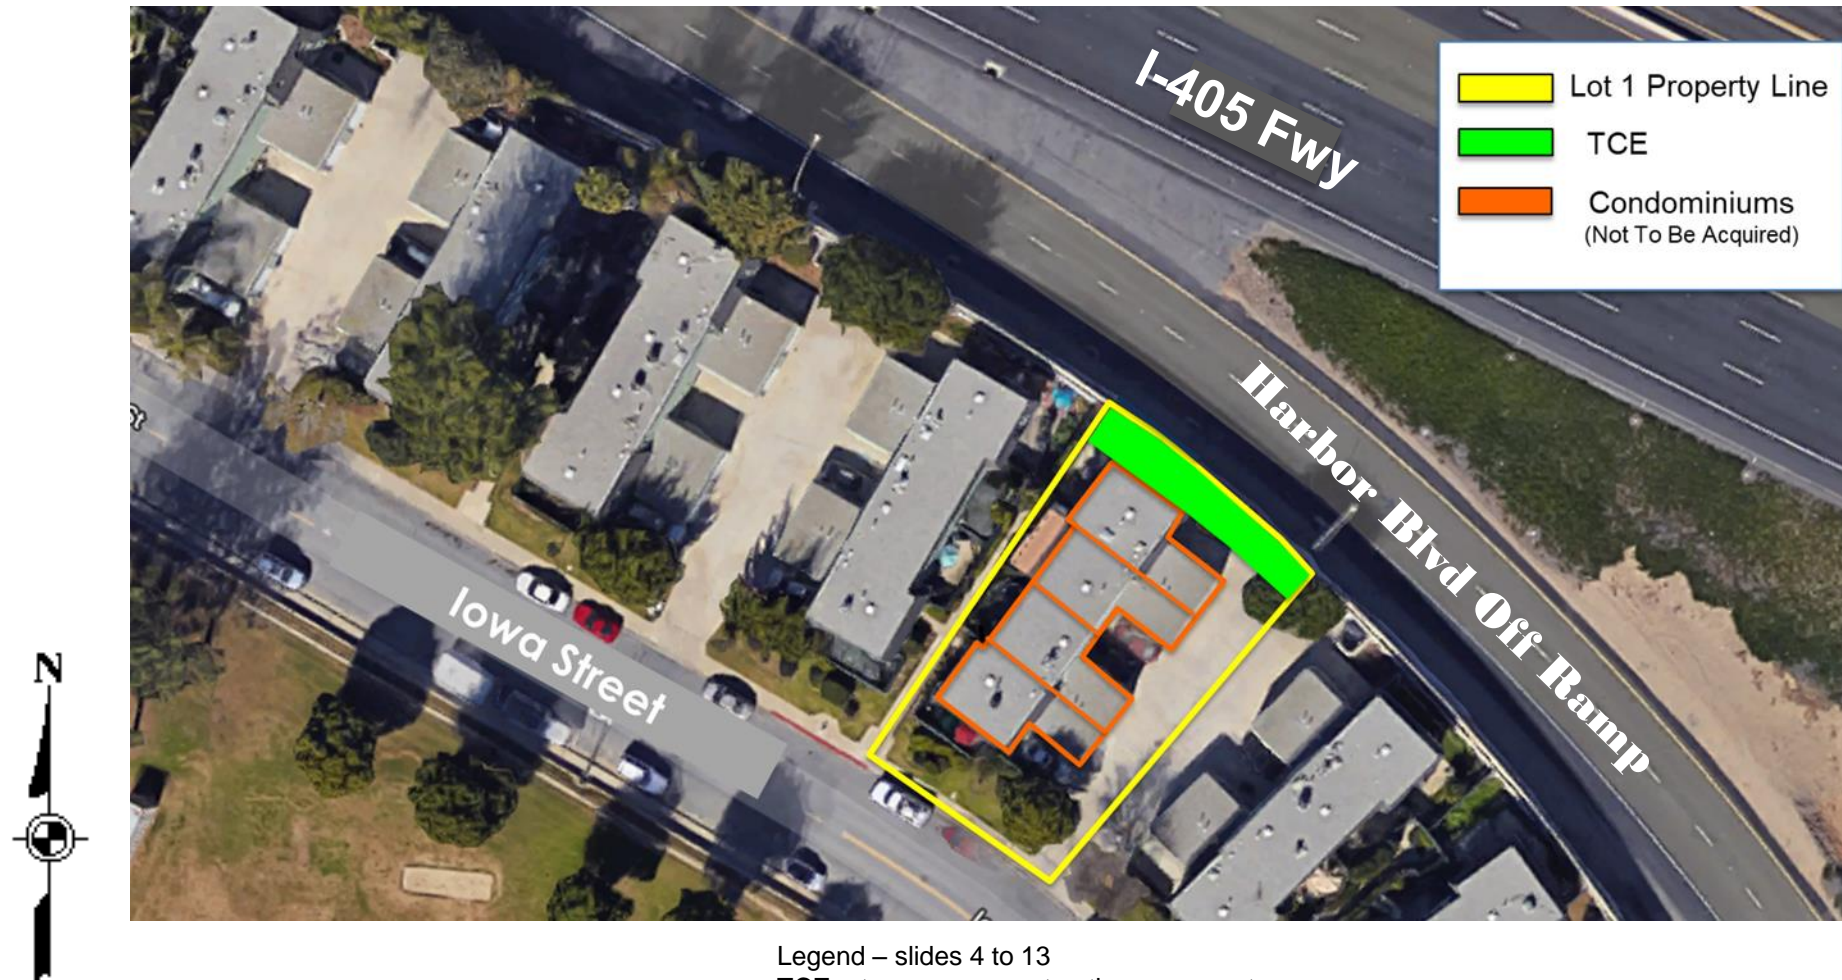 I-405 Fwy
Lot 1 Property Line
TCE
Condominiums
(Not To Be Acquired)
Harbor Blvd Off Ramp
Iowa Street
St
N
Legend – slides 4 to 13